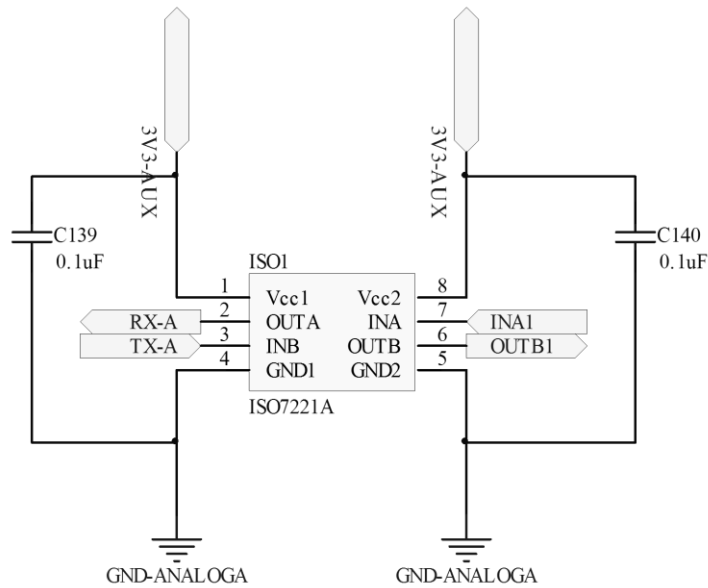 3V3-AUX
3V3-AUX
C139
0.1uF
C140
0.1uF
ISO1
1 Vcc1 Vcc2 8
RX-A 2 OUTA INA 7 INA1
TX-A 3 INB OUTB 6 OUTB1
4 GND1 GND2 5
ISO7221A
GND-ANALOGA
GND-ANALOGA